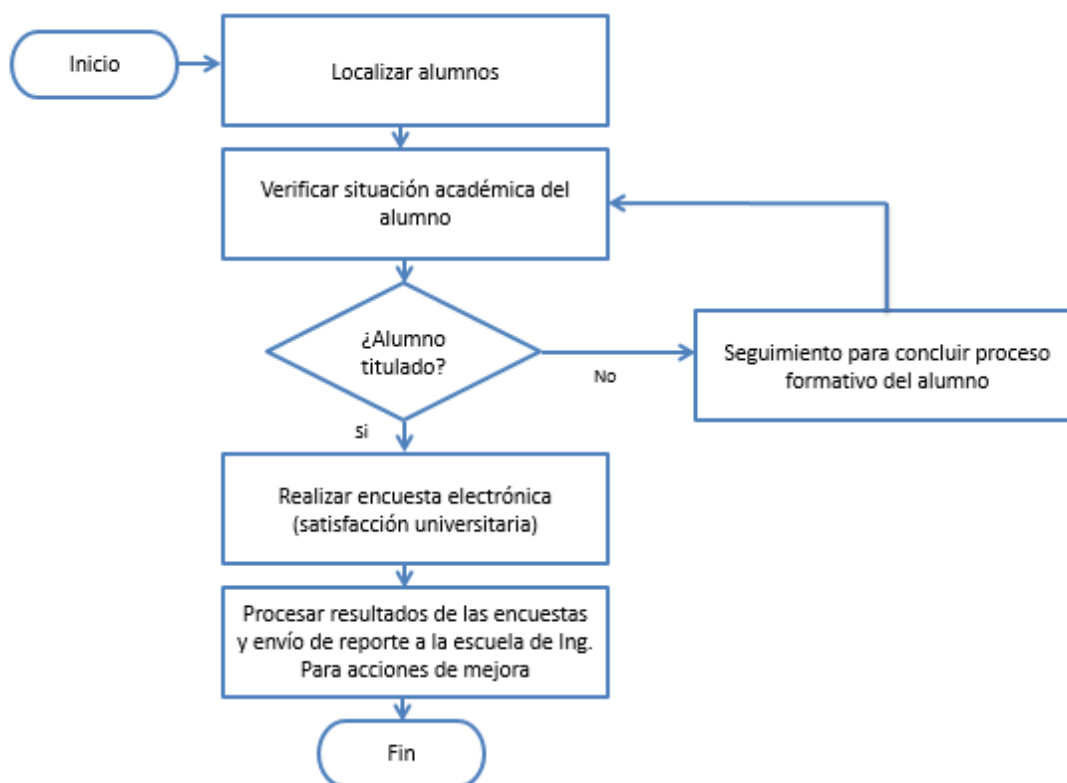 Inicio
Localizar alumnos
Verificar situación académica del
alumno
¿Alumno
titulado?
No
Seguimiento para concluir proceso
formativo del alumno
Si
Realizar encuesta electrónica
(satisfacción universitaria)
Procesar resultados de las encuestas
y envío de reporte a la escuela de Ing.
Para acciones de mejora
Fin